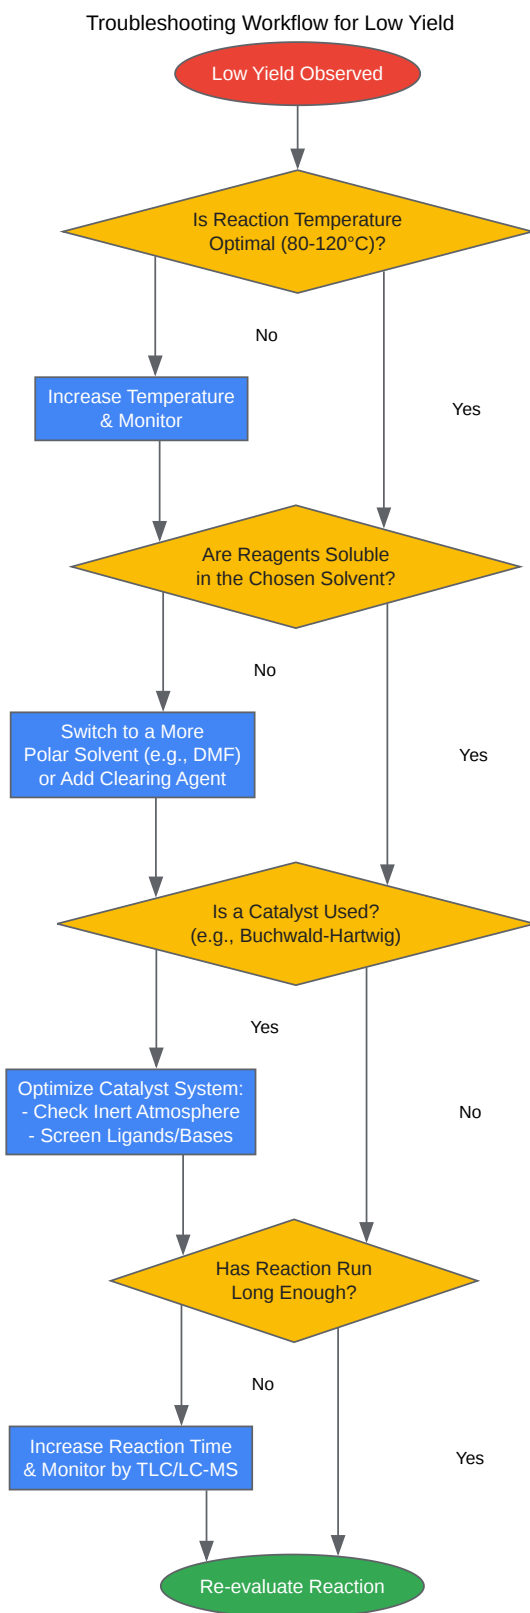 Troubleshooting Workflow for Low Yield
Low Yield Observed
Is Reaction Temperature
Optimal (80-120°C)?
No
Yes
Increase Temperature
& Monitor
Are Reagents Soluble
in the Chosen Solvent?
No
Yes
Switch to a More
Polar Solvent (e.g., DMF)
or Add Clearing Agent
Is a Catalyst Used?
(e.g., Buchwald-Hartwig)
Yes
No
Optimize Catalyst System:
- Check Inert Atmosphere
- Screen Ligands/Bases
Has Reaction Run
Long Enough?
No
Yes
Increase Reaction Time
& Monitor by TLC/LC-MS
Re-evaluate Reaction